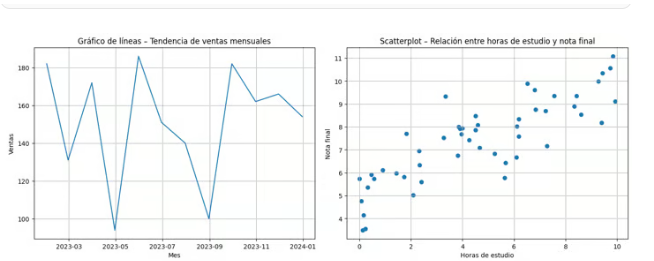 Gráfico de líneas – Tendencia de ventas mensuales
180
160
140
120
100
Ventas
2023-03 2023-05 2023-07 2023-09 2023-11 2024-01
Mes
Scatterplot – Relación entre horas de estudio y nota final
11
10
9
8
7
6
5
4
Nota final
0 2 4 6 8 10
Horas de estudio